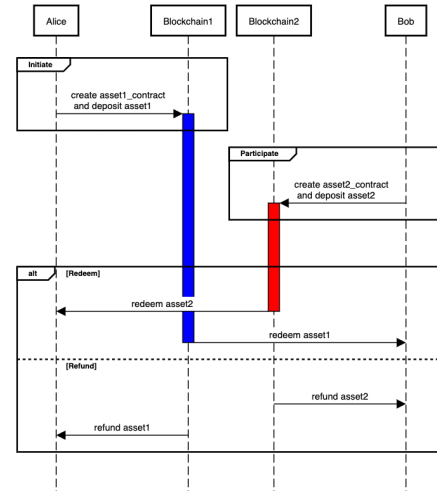 Alice
Blockchain1
Blockchain2
Bob
Initiate
create asset1_contract
and deposit asset1
Participate
create asset2_contract
and deposit asset2
alt
[Redeem]
redeem asset2
redeem asset1
[Refund]
refund asset2
refund asset1